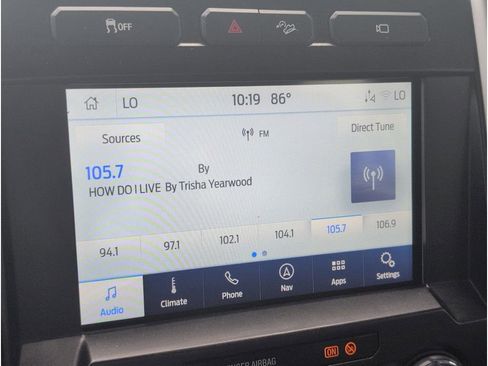 OFF
LO 10:19 86° LO
Sources FM Direct Tune
105.7 By
HOW DO I LIVE By Trisha Yearwood
94.1 97.1 102.1 104.1 105.7 106.9
Audio Climate Phone Nav Apps Settings
ON
AIRBAG